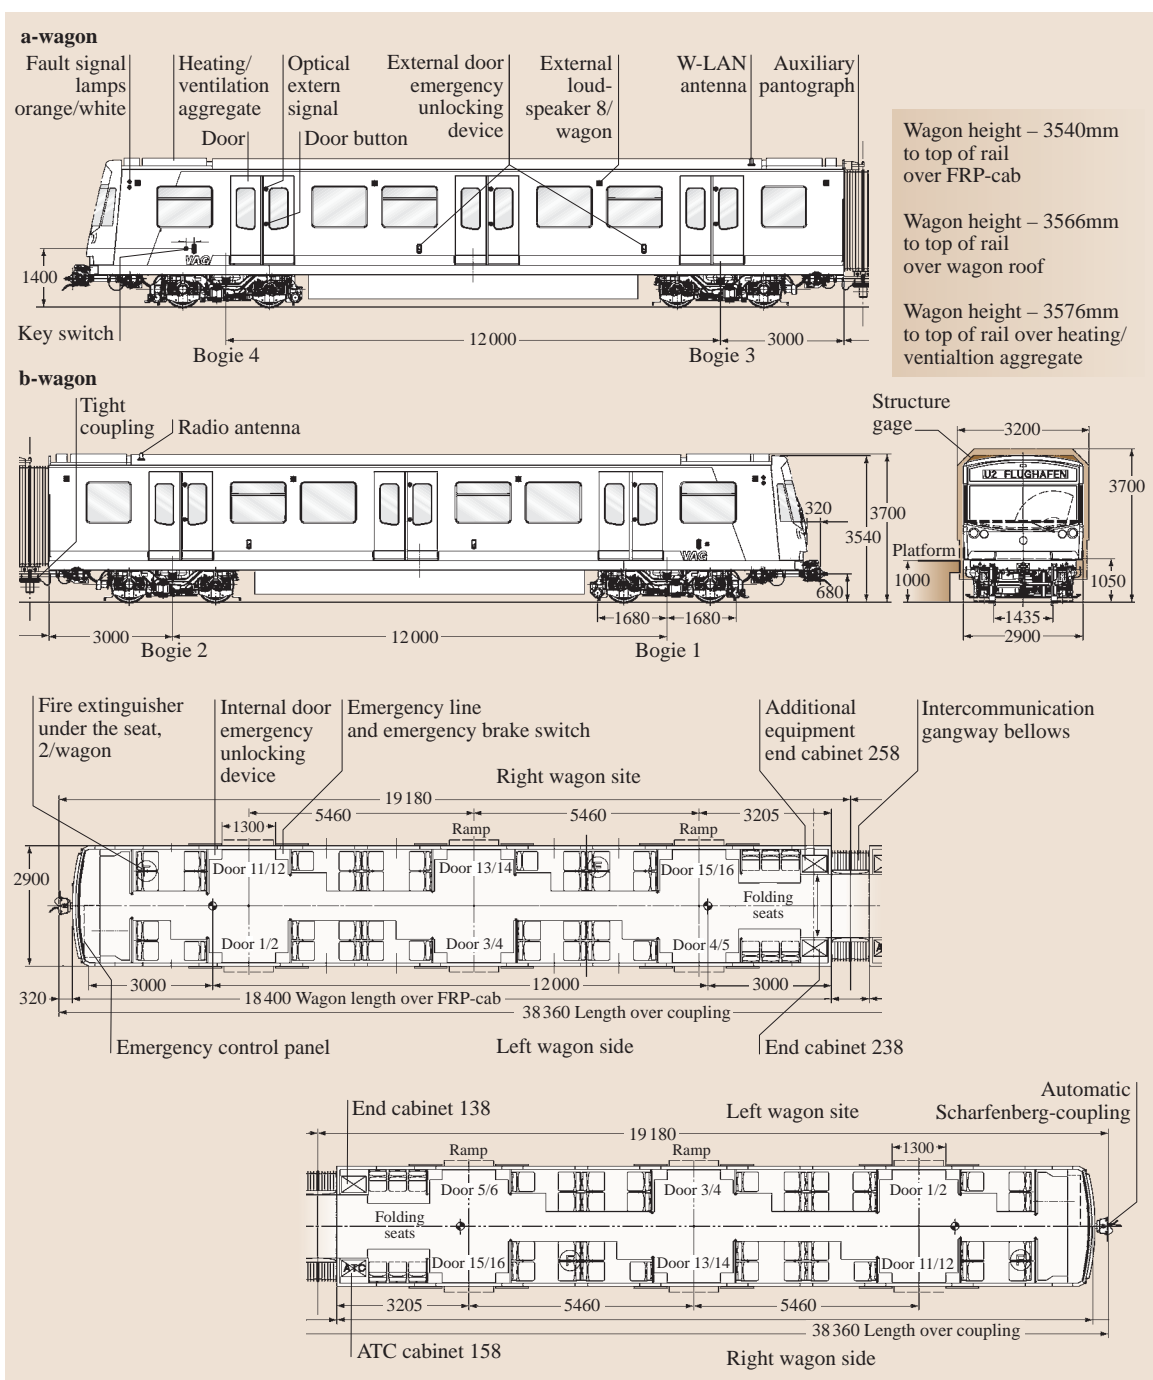 a-wagon
Fault signal
lamps
orange/white
Heating/
ventilation
aggregate
Optical
extern
signal
External door
emergency
unlocking
device
External
loud-
speaker 8/
wagon
W-LAN
antenna
Auxiliary
pantograph
Door
Door button
Wagon height – 3540mm
to top of rail
over FRP-cab
Wagon height – 3566mm
to top of rail
over wagon roof
Wagon height – 3576mm
to top of rail over heating/
ventialtion aggregate
VAG
1400
Key switch
12 000
3000
Bogie 4
Bogie 3
b-wagon
Tight
coupling
Radio antenna
Structure
gage
3200
U2 FLUGHAFEN
3700
320
3700
3540
VAG
Platform
1000
1050
680
1680
1680
1435
3000
12 000
2900
Bogie 2
Bogie 1
Fire extinguisher
under the seat,
2/wagon
Internal door
emergency
unlocking
device
Emergency line
and emergency brake switch
Additional
equipment
end cabinet 258
Intercommunication
gangway bellows
Right wagon site
19 180
5460
5460
3205
1300
Ramp
Ramp
2900
Door 11/12
Door 13/14
Door 15/16
Folding
seats
Door 1/2
Door 3/4
Door 4/5
3000
12 000
3000
320
18 400 Wagon length over FRP-cab
38 360 Length over coupling
Emergency control panel
Left wagon side
End cabinet 238
Automatic
Scharfenberg-coupling
End cabinet 138
Left wagon site
19 180
Ramp
Ramp
1300
Door 5/6
Door 3/4
Door 1/2
Folding
seats
ATC
Door 15/16
Door 13/14
Door 11/12
3205
5460
5460
38 360 Length over coupling
ATC cabinet 158
Right wagon side